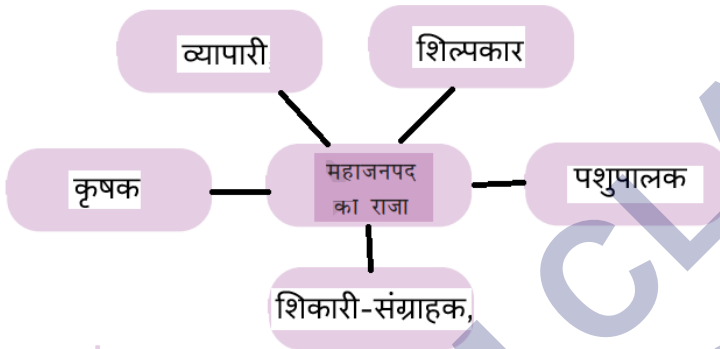 व्यापारी
शिल्पकार
कृषक
महाजनपद
का राजा
पशुपालक
शिकारी-संग्राहक,